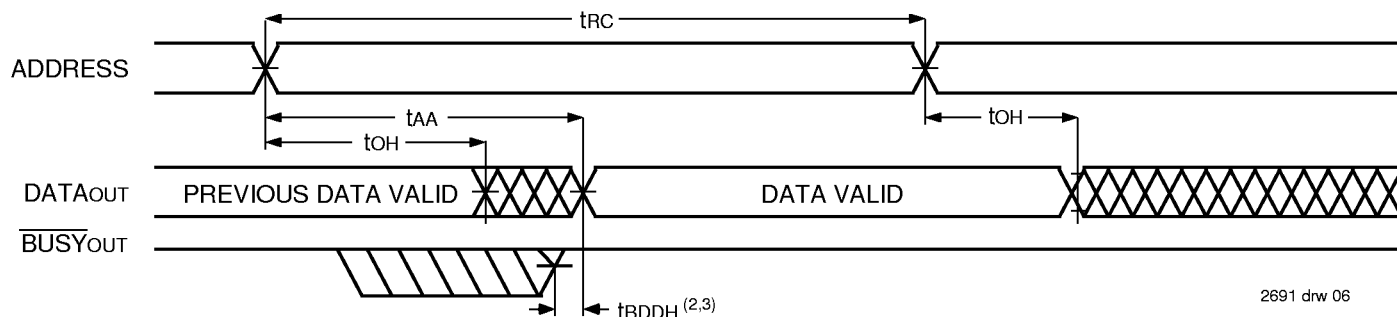 tRC
ADDRESS
tAA
tOH
tOH
DATAOUT
PREVIOUS DATA VALID
DATA VALID
BUSYOUT
tBDDH (2,3)
2691 drw 06